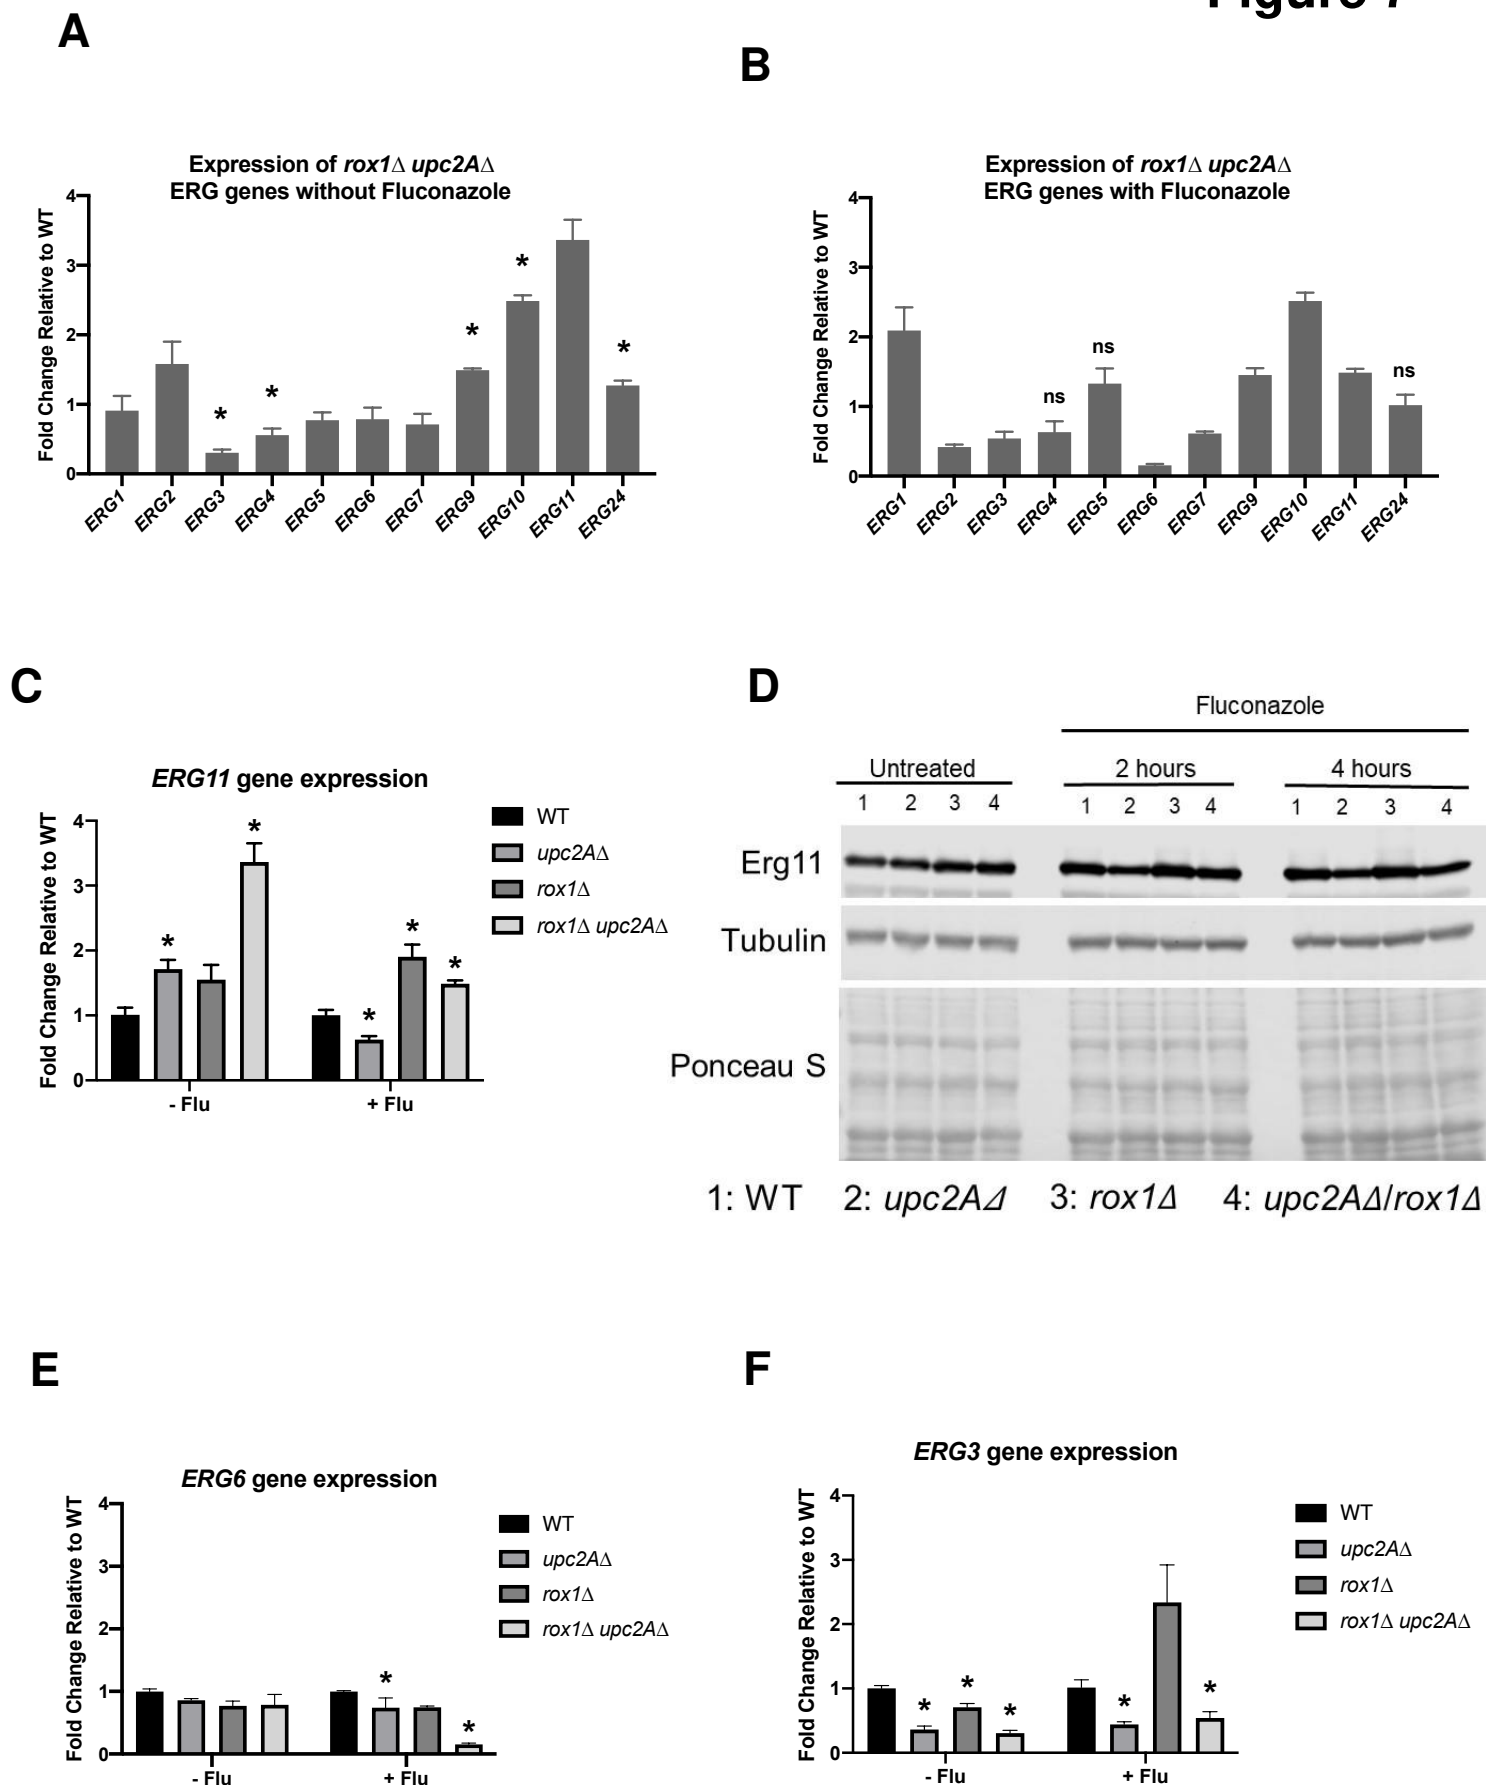 Figure 7
A
B
Expression of rox1Δ upc2AΔ
ERG genes without Fluconazole
Fold Change Relative to WT
4
3
2
1
0
*
*
*
*
*
ERG1
ERG2
ERG3
ERG4
ERG5
ERG6
ERG7
ERG9
ERG10
ERG11
ERG24
Expression of rox1Δ upc2AΔ
ERG genes with Fluconazole
Fold Change Relative to WT
4
3
2
1
0
ns
ns
ns
ERG1
ERG2
ERG3
ERG4
ERG5
ERG6
ERG7
ERG9
ERG10
ERG11
ERG24
C
ERG11 gene expression
Fold Change Relative to WT
4
3
2
1
0
*
*
*
*
*
- Flu
+ Flu
WT
upc2AΔ
rox1Δ
rox1Δ upc2AΔ
D
Fluconazole
Untreated
2 hours
4 hours
1 2 3 4
1 2 3 4
1 2 3 4
Erg11
Tubulin
Ponceau S
1: WT 2: upc2AΔ 3: rox1Δ 4: upc2AΔ/rox1Δ
E
ERG6 gene expression
Fold Change Relative to WT
4
3
2
1
0
*
*
- Flu
+ Flu
WT
upc2AΔ
rox1Δ
rox1Δ upc2AΔ
F
ERG3 gene expression
Fold Change Relative to WT
4
3
2
1
0
*
*
*
*
*
- Flu
+ Flu
WT
upc2AΔ
rox1Δ
rox1Δ upc2AΔ